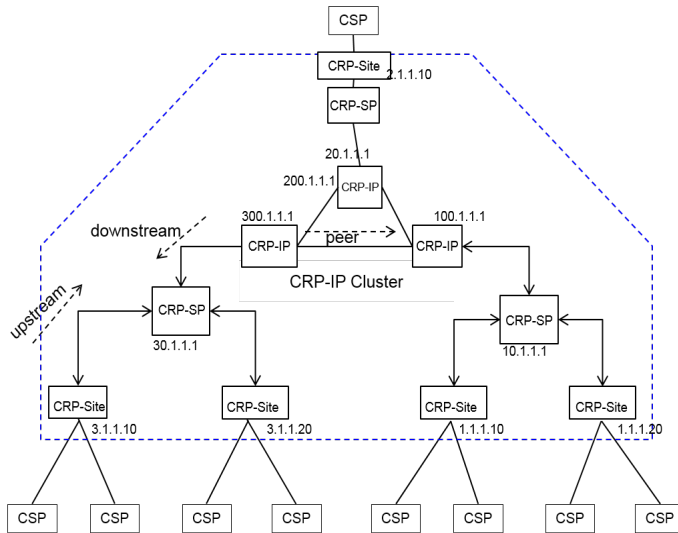 CSP
CRP-Site
2.1.1.10
CRP-SP
20.1.1.1
200.1.1.1
CRP-IP
300.1.1.1
100.1.1.1
downstream
CRP-IP
peer
CRP-IP
CRP-IP Cluster
upstream
CRP-SP
30.1.1.1
CRP-SP
10.1.1.1
CRP-Site
CRP-Site
CRP-Site
CRP-Site
3.1.1.10
3.1.1.20
1.1.1.10
1.1.1.20
CSP
CSP
CSP
CSP
CSP
CSP
CSP
CSP